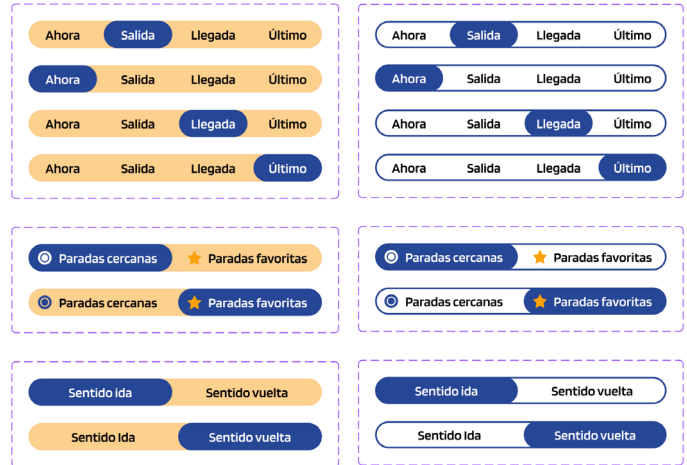 Ahora Salida Llegada Último
Ahora Salida Llegada Último
Ahora Salida Llegada Último
Ahora Salida Llegada Último
Ahora Salida Llegada Último
Ahora Salida Llegada Último
Ahora Salida Llegada Último
Ahora Salida Llegada Último
Paradas cercanas Paradas favoritas
Paradas cercanas Paradas favoritas
Paradas cercanas Paradas favoritas
Paradas cercanas Paradas favoritas
Sentido ida Sentido vuelta
Sentido Ida Sentido vuelta
Sentido ida Sentido vuelta
Sentido Ida Sentido vuelta